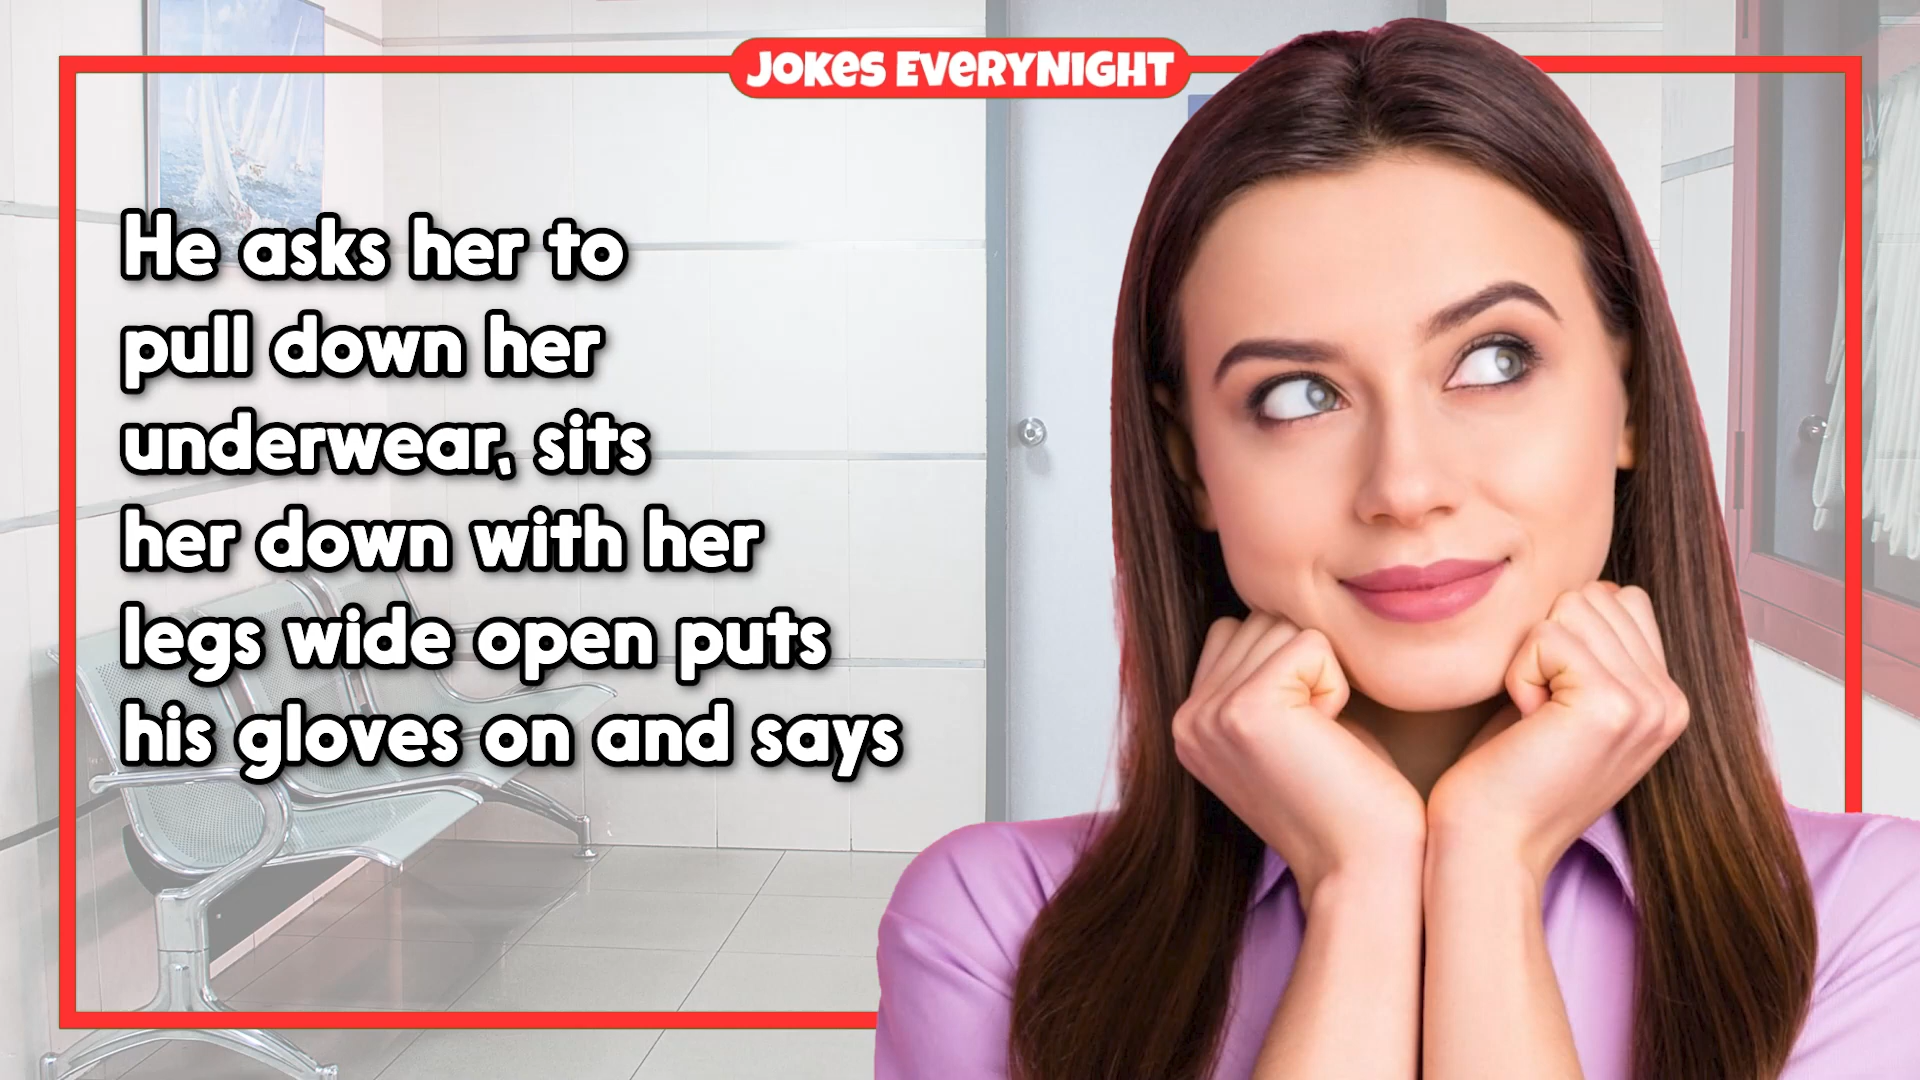 JOKES EVERYNIGHT
He asks her to
pull down her
underwear, sits
her down with her
legs wide open puts
his gloves on and says